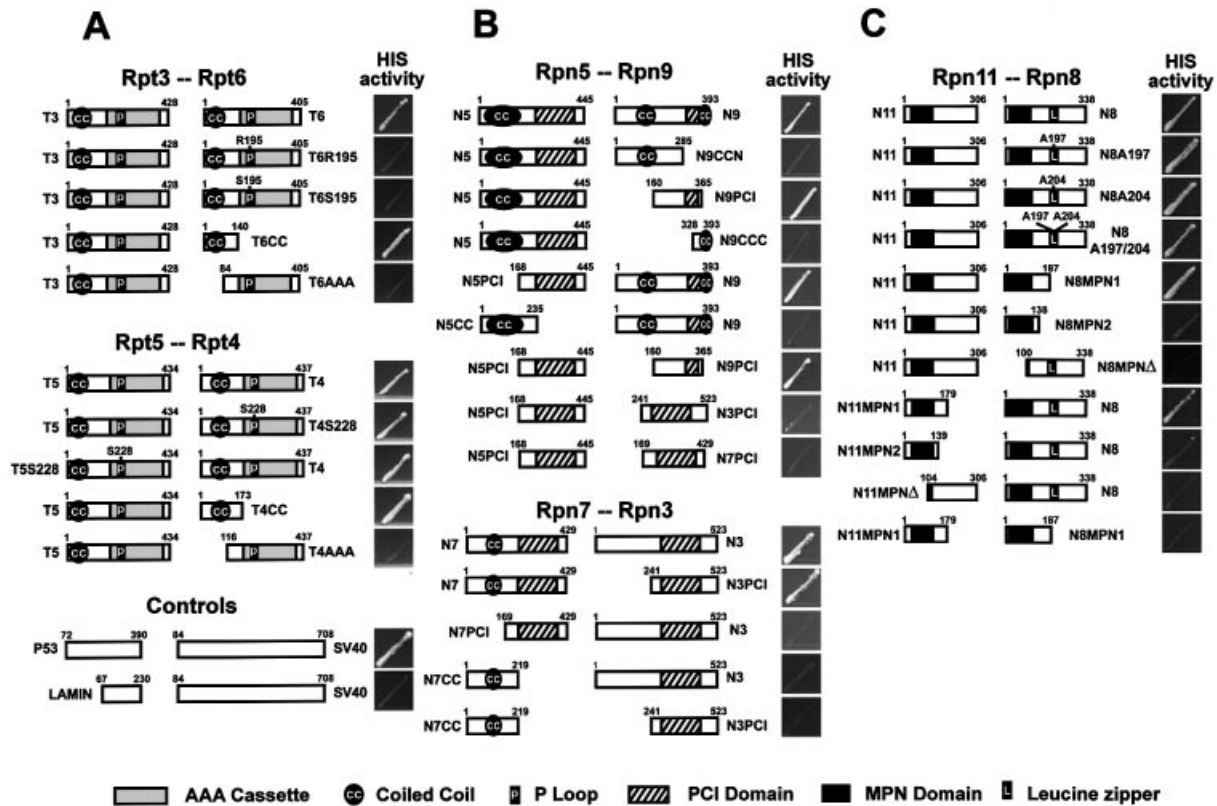 A
Rpt3 -- Rpt6
HIS activity
1 428 1 405
T3 cc P cc P T6
1 428 1 R195 405
T3 cc P cc P T6R195
1 428 1 S195 405
T3 cc P cc P T6S195
1 428 1 140
T3 cc P cc T6CC
1 428 84 405
T3 cc P P T6AAA
Rpt5 -- Rpt4
1 434 1 437
T5 cc P cc P T4
1 434 1 S228 437
T5 cc P cc P T4S228
1 S228 434 1 437
T5S228 cc P cc P T4
1 434 1 173
T5 cc P cc T4CC
1 434 116 437
T5 cc P P T4AAA
Controls
72 390 84 708
P53 SV40
67 230 84 708
LAMIN SV40
B
Rpn5 -- Rpn9
HIS activity
1 445 1 393
N5 cc cc cc N9
1 445 1 285
N5 cc cc N9CCN
1 445 160 365
N5 cc N9PCI
1 445 328 393
N5 cc cc N9CCC
168 445 1 393
N5PCI cc cc N9
1 235 1 393
N5CC cc cc cc N9
168 445 160 365
N5PCI N9PCI
168 445 241 523
N5PCI N3PCI
168 445 169 429
N5PCI N7PCI
Rpn7 -- Rpn3
1 429 1 523
N7 cc N3
1 429 241 523
N7 cc N3PCI
169 429 1 523
N7PCI N3
1 219 1 523
N7CC cc N3
1 219 241 523
N7CC cc N3PCI
C
Rpn11 -- Rpn8
HIS activity
1 306 1 338
N11 L N8
1 306 1 A197 338
N11 L N8A197
1 306 1 A204 338
N11 L N8A204
1 306 1 A197 A204 338
N11 L N8 A197/204
1 306 1 187
N11 N8MPN1
1 306 1 138
N11 N8MPN2
1 306 100 338
N11 L N8MPNΔ
1 179 1 338
N11MPN1 L N8
1 139 1 338
N11MPN2 L N8
104 306 1 338
N11MPNΔ L N8
1 179 1 187
N11MPN1 N8MPN1
AAA Cassette cc Coiled Coil P P Loop PCI Domain MPN Domain L Leucine zipper